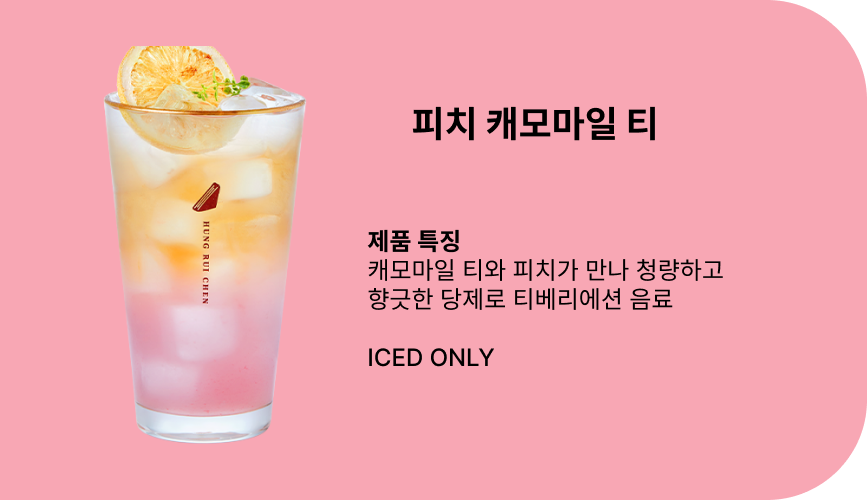 피치 캐모마일 티
HUNG RUI CHEN
제품 특징
캐모마일 티와 피치가 만나 청량하고
향긋한 당제로 티베리에션 음료
ICED ONLY